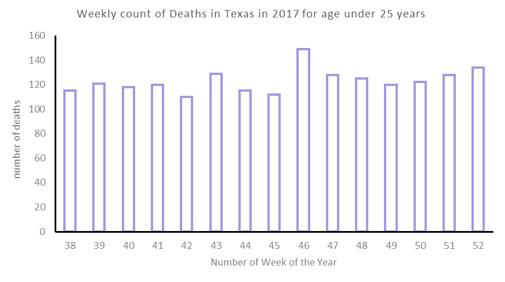 Weekly count of Deaths in Texas in 2017 for age under 25 years
number of deaths
160
140
120
100
80
60
40
20
0
38 39 40 41 42 43 44 45 46 47 48 49 50 51 52
Number of Week of the Year